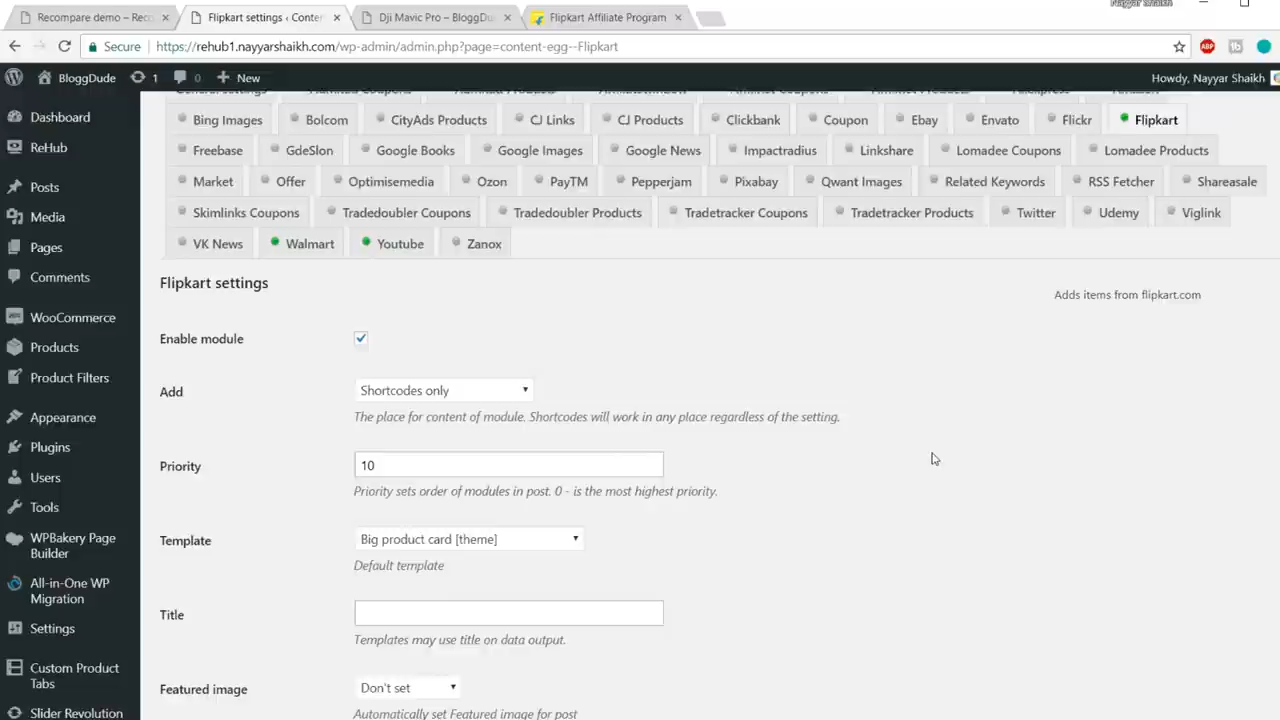 Nayyar Shaikh
Recompare demo – Reco
Flipkart settings ‹ Conte
Dji Mavic Pro – BloggDu
Flipkart Affiliate Program
Secure
https://rehub1.nayyarshaikh.com/wp-admin/admin.php?page=content-egg--Flipkart
ABP
BloggDude
1
0
New
Howdy, Nayyar Shaikh
Dashboard
ReHub
Posts
Media
Pages
Comments
WooCommerce
Products
Product Filters
Appearance
Plugins
Users
Tools
WPBakery Page
Builder
All-in-One WP
Migration
Settings
Custom Product
Tabs
Slider Revolution
General settings
Bing Images
Bolcom
CityAds Products
CJ Links
CJ Products
Clickbank
Coupon
Ebay
Envato
Flickr
Flipkart
Freebase
GdeSlon
Google Books
Google Images
Google News
Impactradius
Linkshare
Lomadee Coupons
Lomadee Products
Market
Offer
Optimisemedia
Ozon
PayTM
Pepperjam
Pixabay
Qwant Images
Related Keywords
RSS Fetcher
Shareasale
Skimlinks Coupons
Tradedoubler Coupons
Tradedoubler Products
Tradetracker Coupons
Tradetracker Products
Twitter
Udemy
Viglink
VK News
Walmart
Youtube
Zanox
Flipkart settings
Adds items from flipkart.com
Enable module
Add
Shortcodes only
The place for content of module. Shortcodes will work in any place regardless of the setting.
Priority
10
Priority sets order of modules in post. 0 - is the most highest priority.
Template
Big product card [theme]
Default template
Title
Templates may use title on data output.
Featured image
Don't set
Automatically set Featured image for post